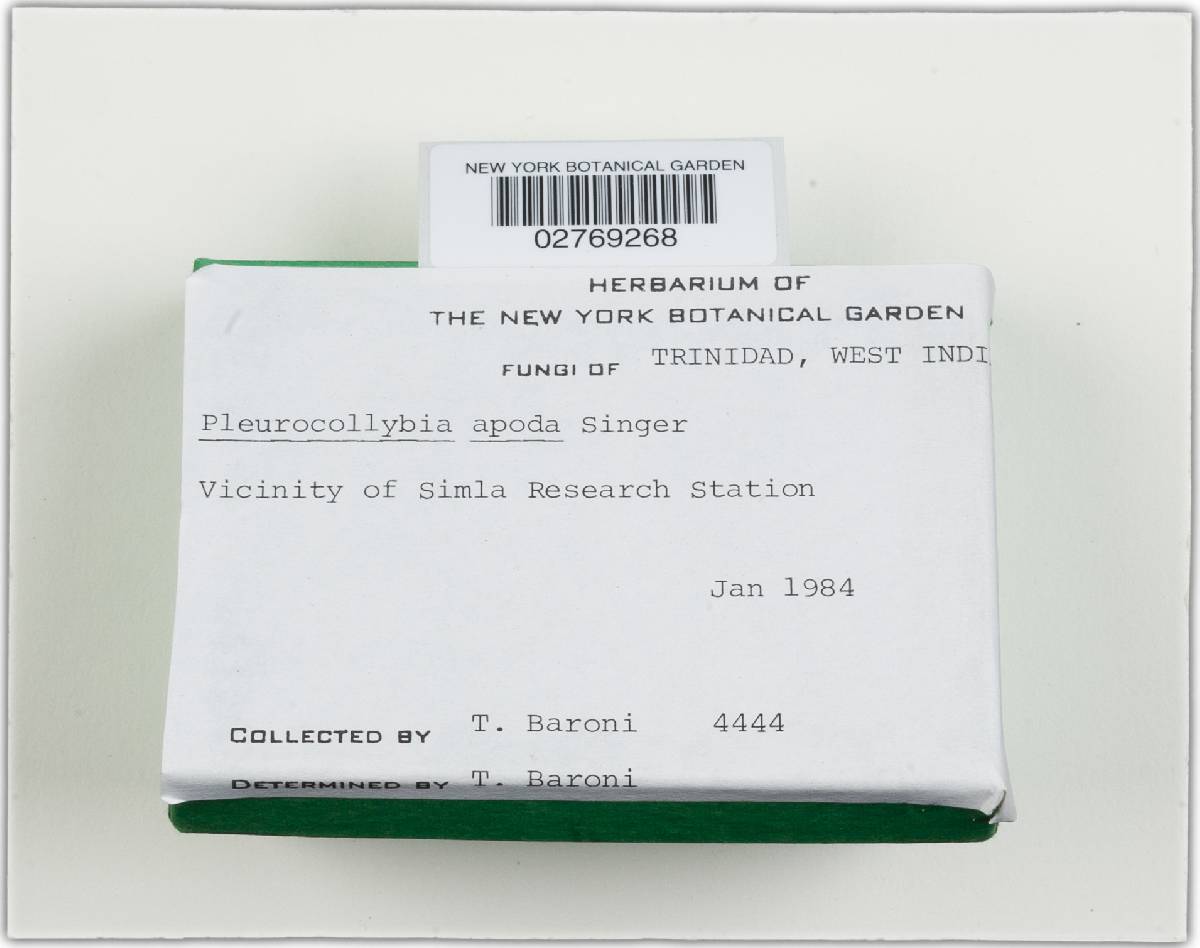 NEW YORK BOTANICAL GARDEN
02769268
HERBARIUM OF
THE NEW YORK BOTANICAL GARDEN
FUNGI OF TRINIDAD, WEST INDI
Pleurocollybia apoda Singer
Vicinity of Simla Research Station
Jan 1984
COLLECTED BY T. Baroni 4444
DETERMINED BY T. Baroni